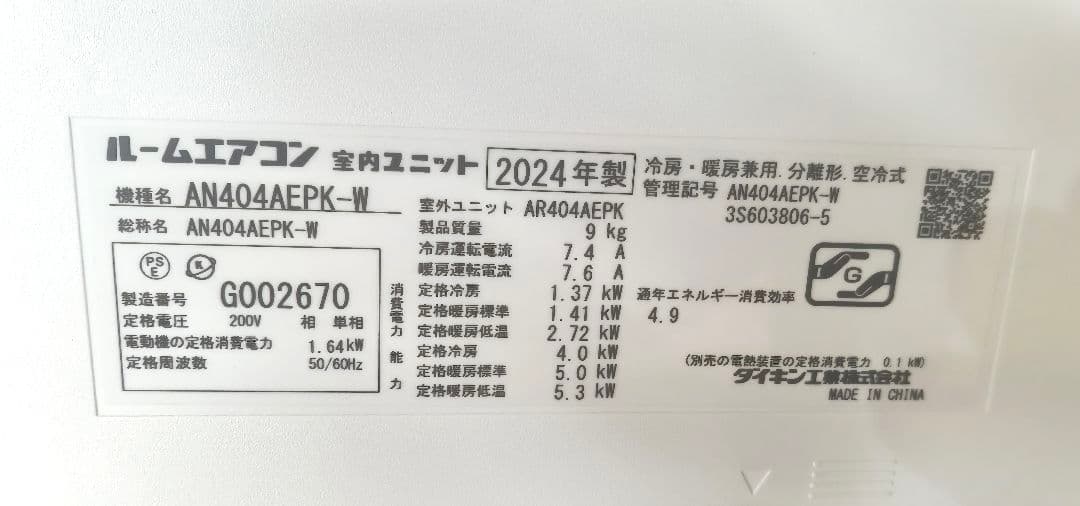 ルームエアコン 室内ユニット 2024年製
冷房・暖房兼用.分離形.空冷式
機種名 AN404AEPK-W
管理記号 AN404AEPK-W
3S603806-5
総称名 AN404AEPK-W
室外ユニット AR404AEPK
製品質量 9 kg
冷房運転電流 7.4 A
暖房運転電流 7.6 A
消費電力
定格冷房 1.37 kW
定格暖房標準 1.41 kW
定格暖房低温 2.72 kW
能力
定格冷房 4.0 kW
定格暖房標準 5.0 kW
定格暖房低温 5.3 kW
PS
E
製造番号 G002670
定格電圧 200V 相 単相
電動機の定格消費電力 1.64kW
定格周波数 50/60Hz
通年エネルギー消費効率
4.9
G
(別売の電熱装置の定格消費電力 0.1 kW)
ダイキン工業株式会社
MADE IN CHINA